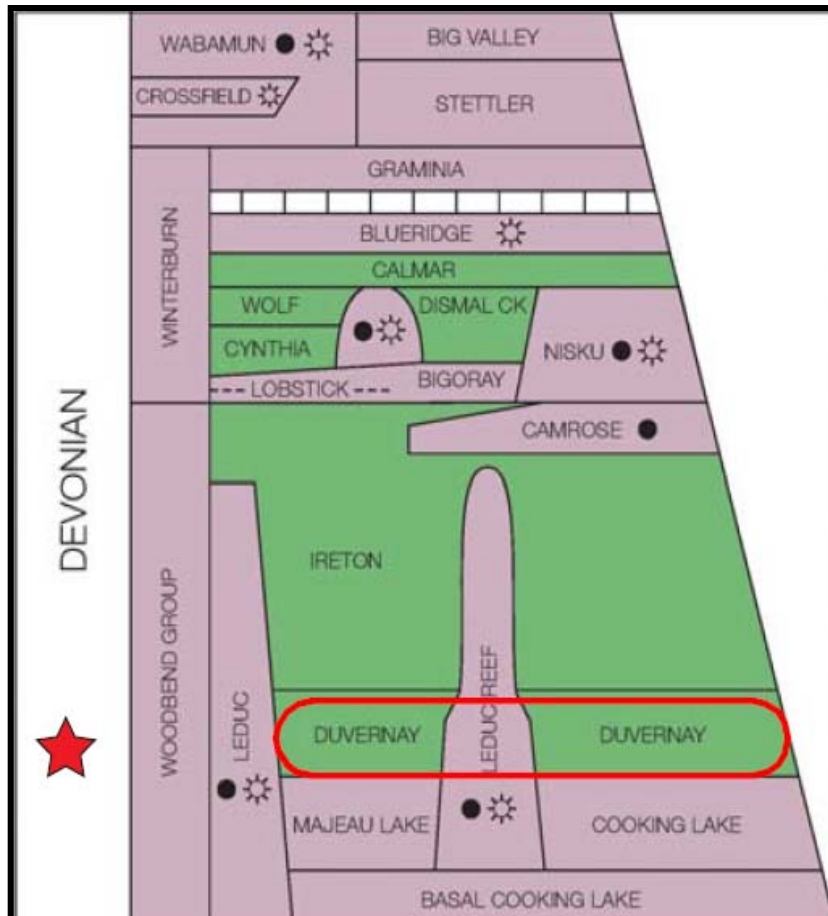 WABAMUN
BIG VALLEY
CROSSFIELD
STETTLER
GRAMINIA
BLUERIDGE
CALMAR
WOLF
DISMAL CK
CYNTHIA
NISKU
LOBSTICK
BIGORAY
CAMROSE
WINTERBURN
DEVONIAN
IRETON
WOODBEND GROUP
LEDUC
LEDUC REEF
DUVERNAY
DUVERNAY
MAJEAU LAKE
COOKING LAKE
BASAL COOKING LAKE